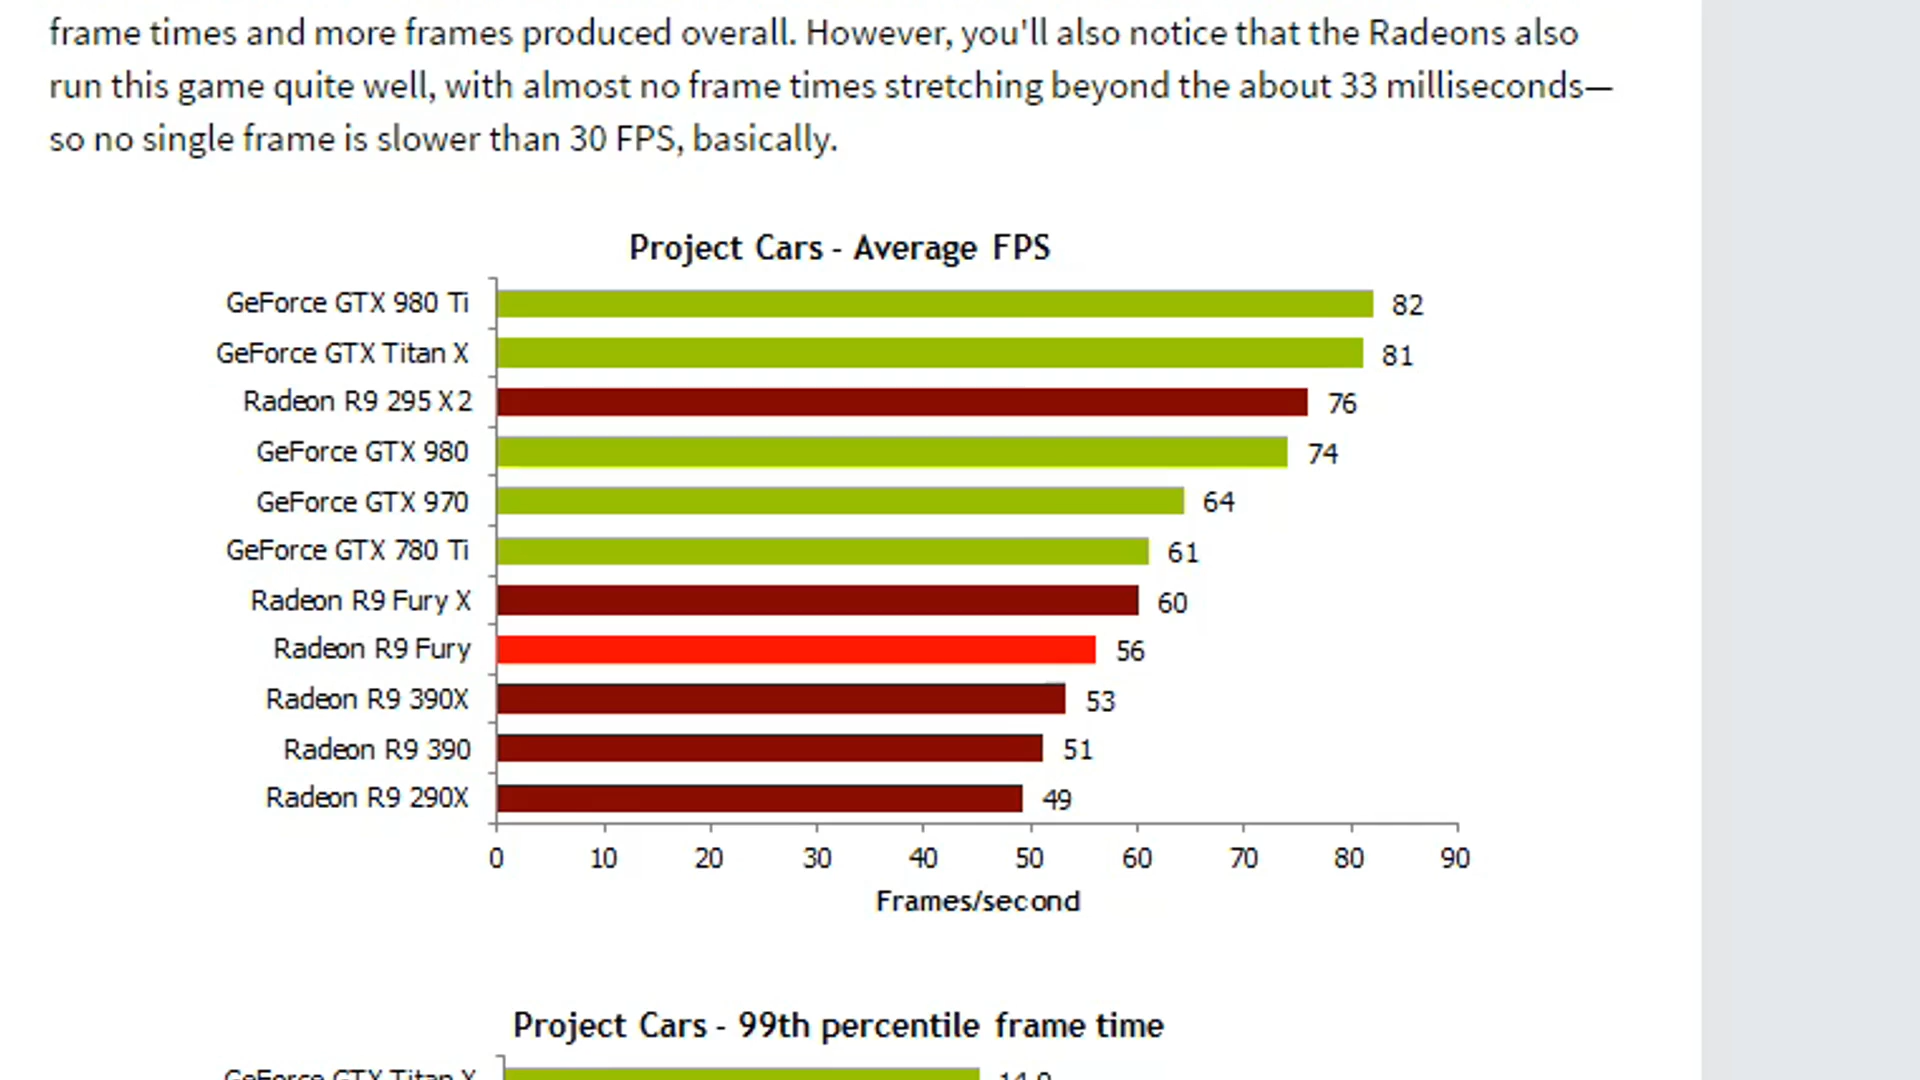 frame times and more frames produced overall. However, you'll also notice that the Radeons also
run this game quite well, with almost no frame times stretching beyond the about 33 milliseconds—
so no single frame is slower than 30 FPS, basically.
Project Cars - Average FPS
GeForce GTX 980 Ti 82
GeForce GTX Titan X 81
Radeon R9 295 X2 76
GeForce GTX 980 74
GeForce GTX 970 64
GeForce GTX 780 Ti 61
Radeon R9 Fury X 60
Radeon R9 Fury 56
Radeon R9 390X 53
Radeon R9 390 51
Radeon R9 290X 49
0 10 20 30 40 50 60 70 80 90
Frames/second
Project Cars - 99th percentile frame time
GeForce GTX Titan X